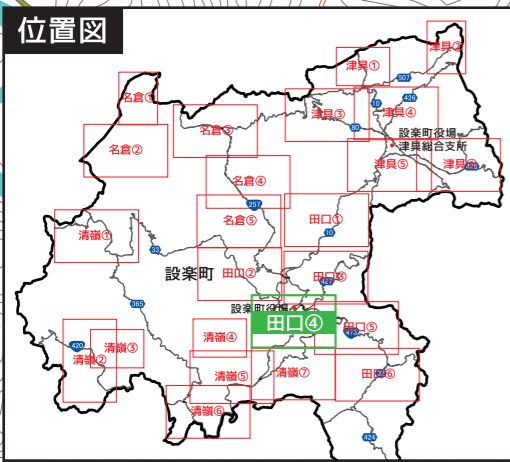 位置図
津具②
津具①
507
名倉①
10
426
津具③
津具④
名倉③
80
設楽町役場
津具総合支所
名倉②
津具⑤
津具⑥
名倉④
257
名倉⑤
田口①
清嶺①
10
33
設楽町
田口②
田口③
427
365
設楽町役場
田口④
田口⑤
清嶺④
420
清嶺③
清嶺②
清嶺⑤
清嶺⑦
田口⑥
清嶺⑥
424